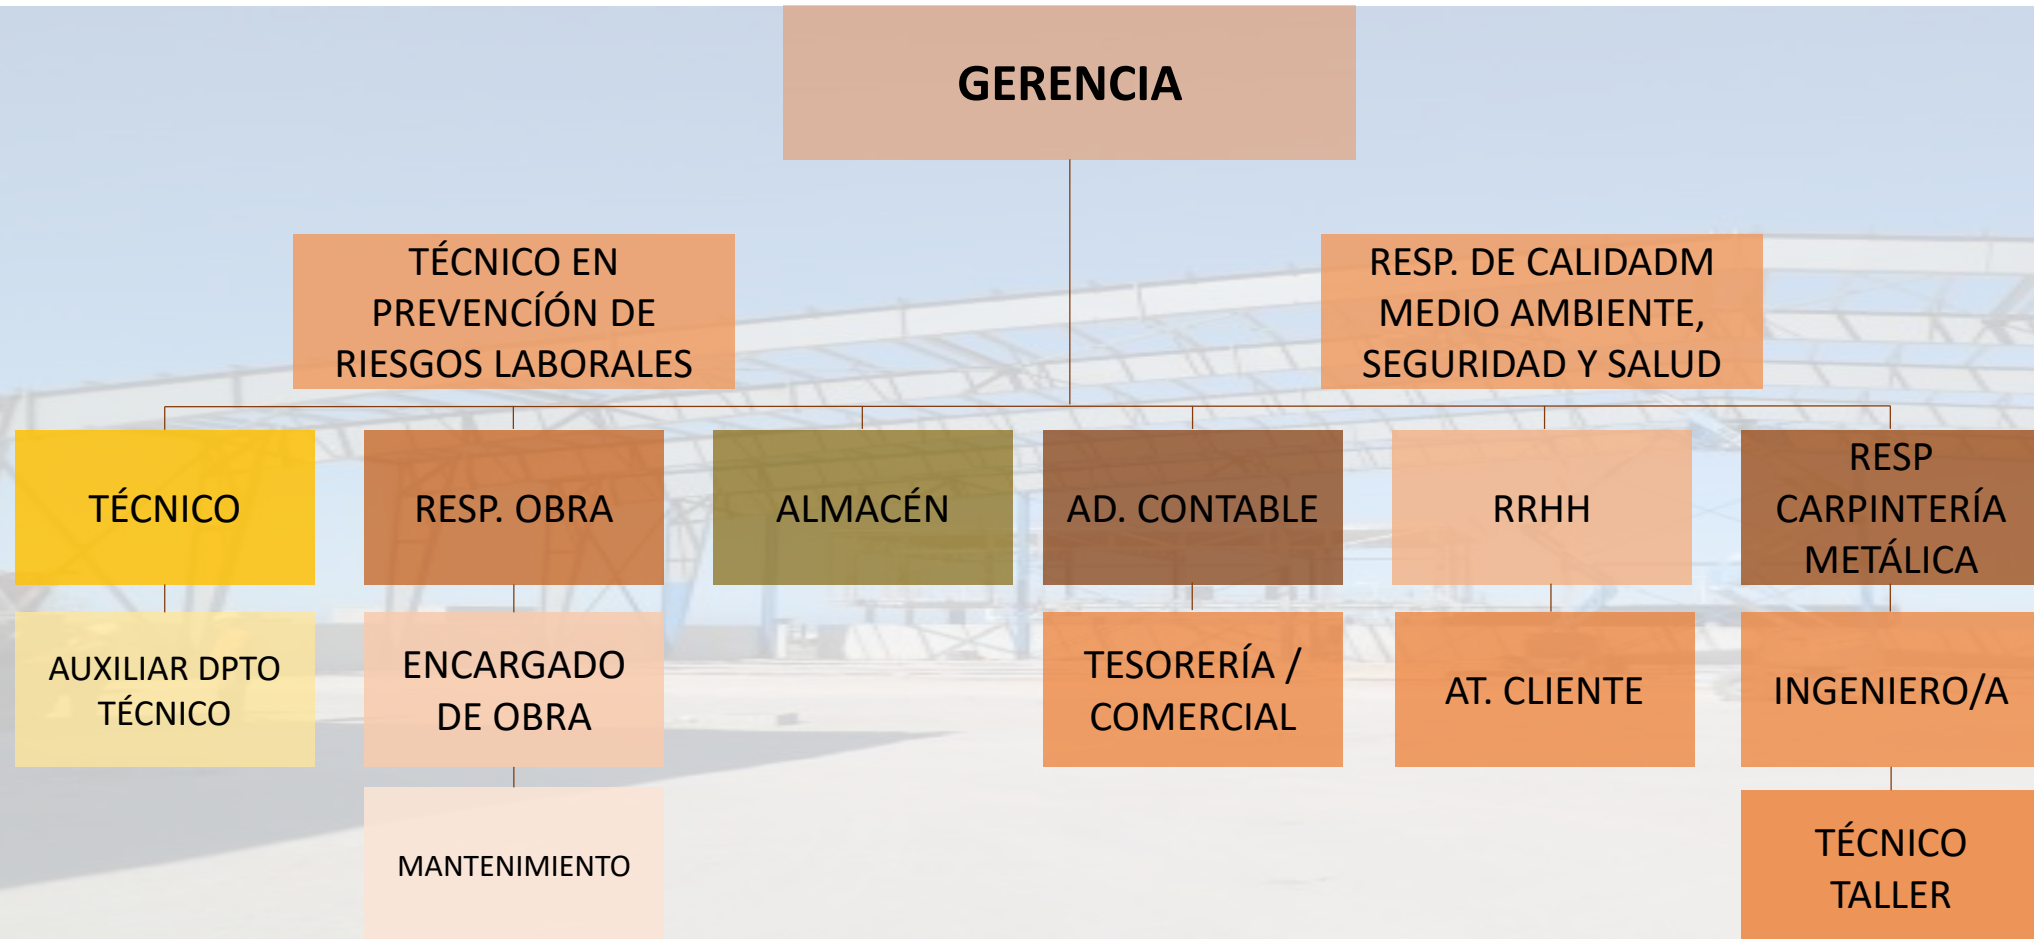 GERENCIA
TÉCNICO EN
PREVENCÍÓN DE
RIESGOS LABORALES
RESP. DE CALIDADM
MEDIO AMBIENTE,
SEGURIDAD Y SALUD
TÉCNICO
RESP. OBRA
ALMACÉN
AD. CONTABLE
RRHH
RESP
CARPINTERÍA
METÁLICA
AUXILIAR DPTO
TÉCNICO
ENCARGADO
DE OBRA
TESORERÍA /
COMERCIAL
AT. CLIENTE
INGENIERO/A
MANTENIMIENTO
TÉCNICO
TALLER